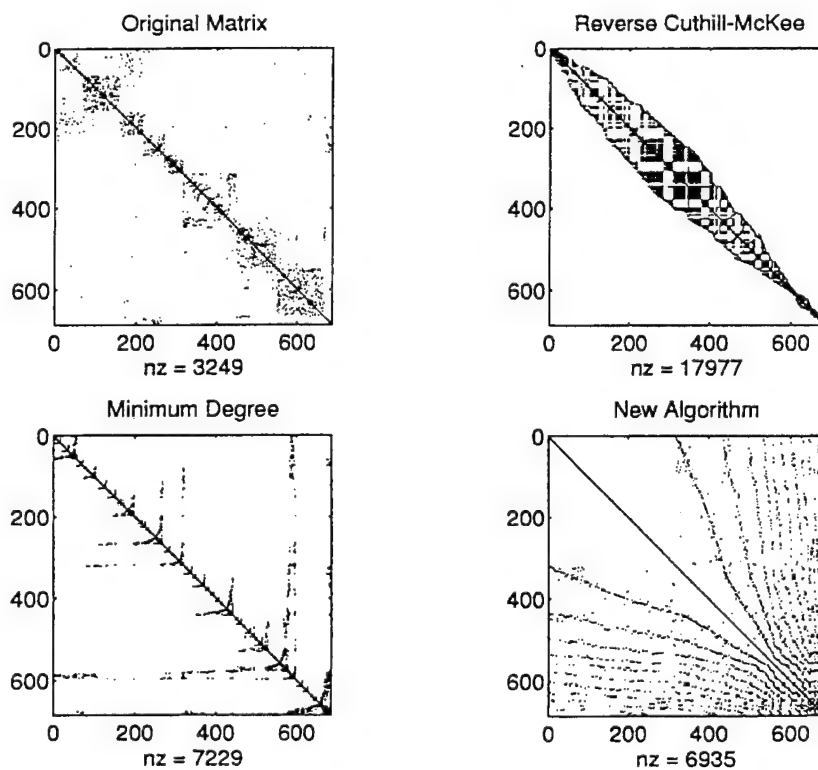 Original Matrix
0
200
400
600
0 200 400 600
nz = 3249
Reverse Cuthill-McKee
0
200
400
600
0 200 400 600
nz = 17977
Minimum Degree
0
200
400
600
0 200 400 600
nz = 7229
New Algorithm
0
200
400
600
0 200 400 600
nz = 6935